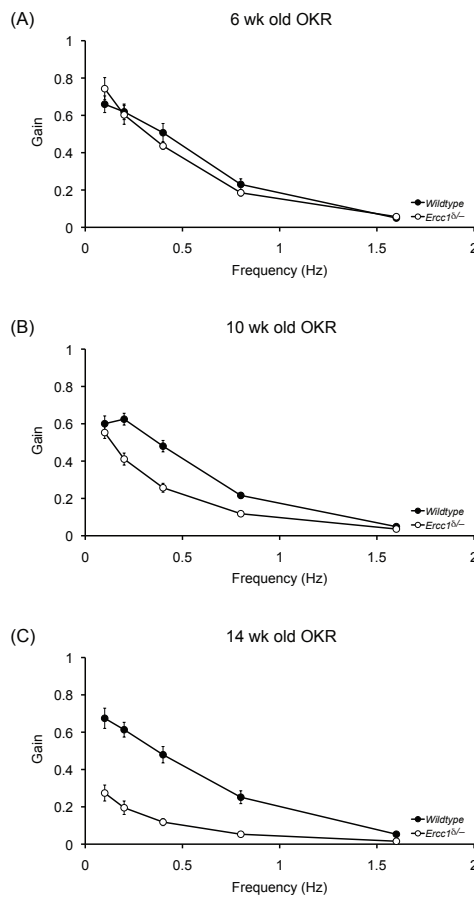 (A) 6 wk old OKR
1
0.8
0.6
0.4
0.2
0
Gain
Wildtype
Ercc1δ/–
0 0.5 1 1.5 2
Frequency (Hz)
(B) 10 wk old OKR
1
0.8
0.6
0.4
0.2
0
Gain
Wildtype
Ercc1δ/–
0 0.5 1 1.5 2
Frequency (Hz)
(C) 14 wk old OKR
1
0.8
0.6
0.4
0.2
0
Gain
Wildtype
Ercc1δ/–
0 0.5 1 1.5 2
Frequency (Hz)